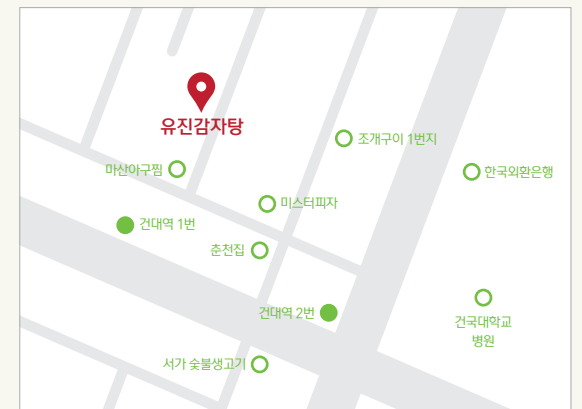 유진감자탕
조개구이 1번지
마산아구찜
한국외환은행
미스터피자
건대역 1번
춘천집
건대역 2번
건국대학교
병원
서가 숯불생고기